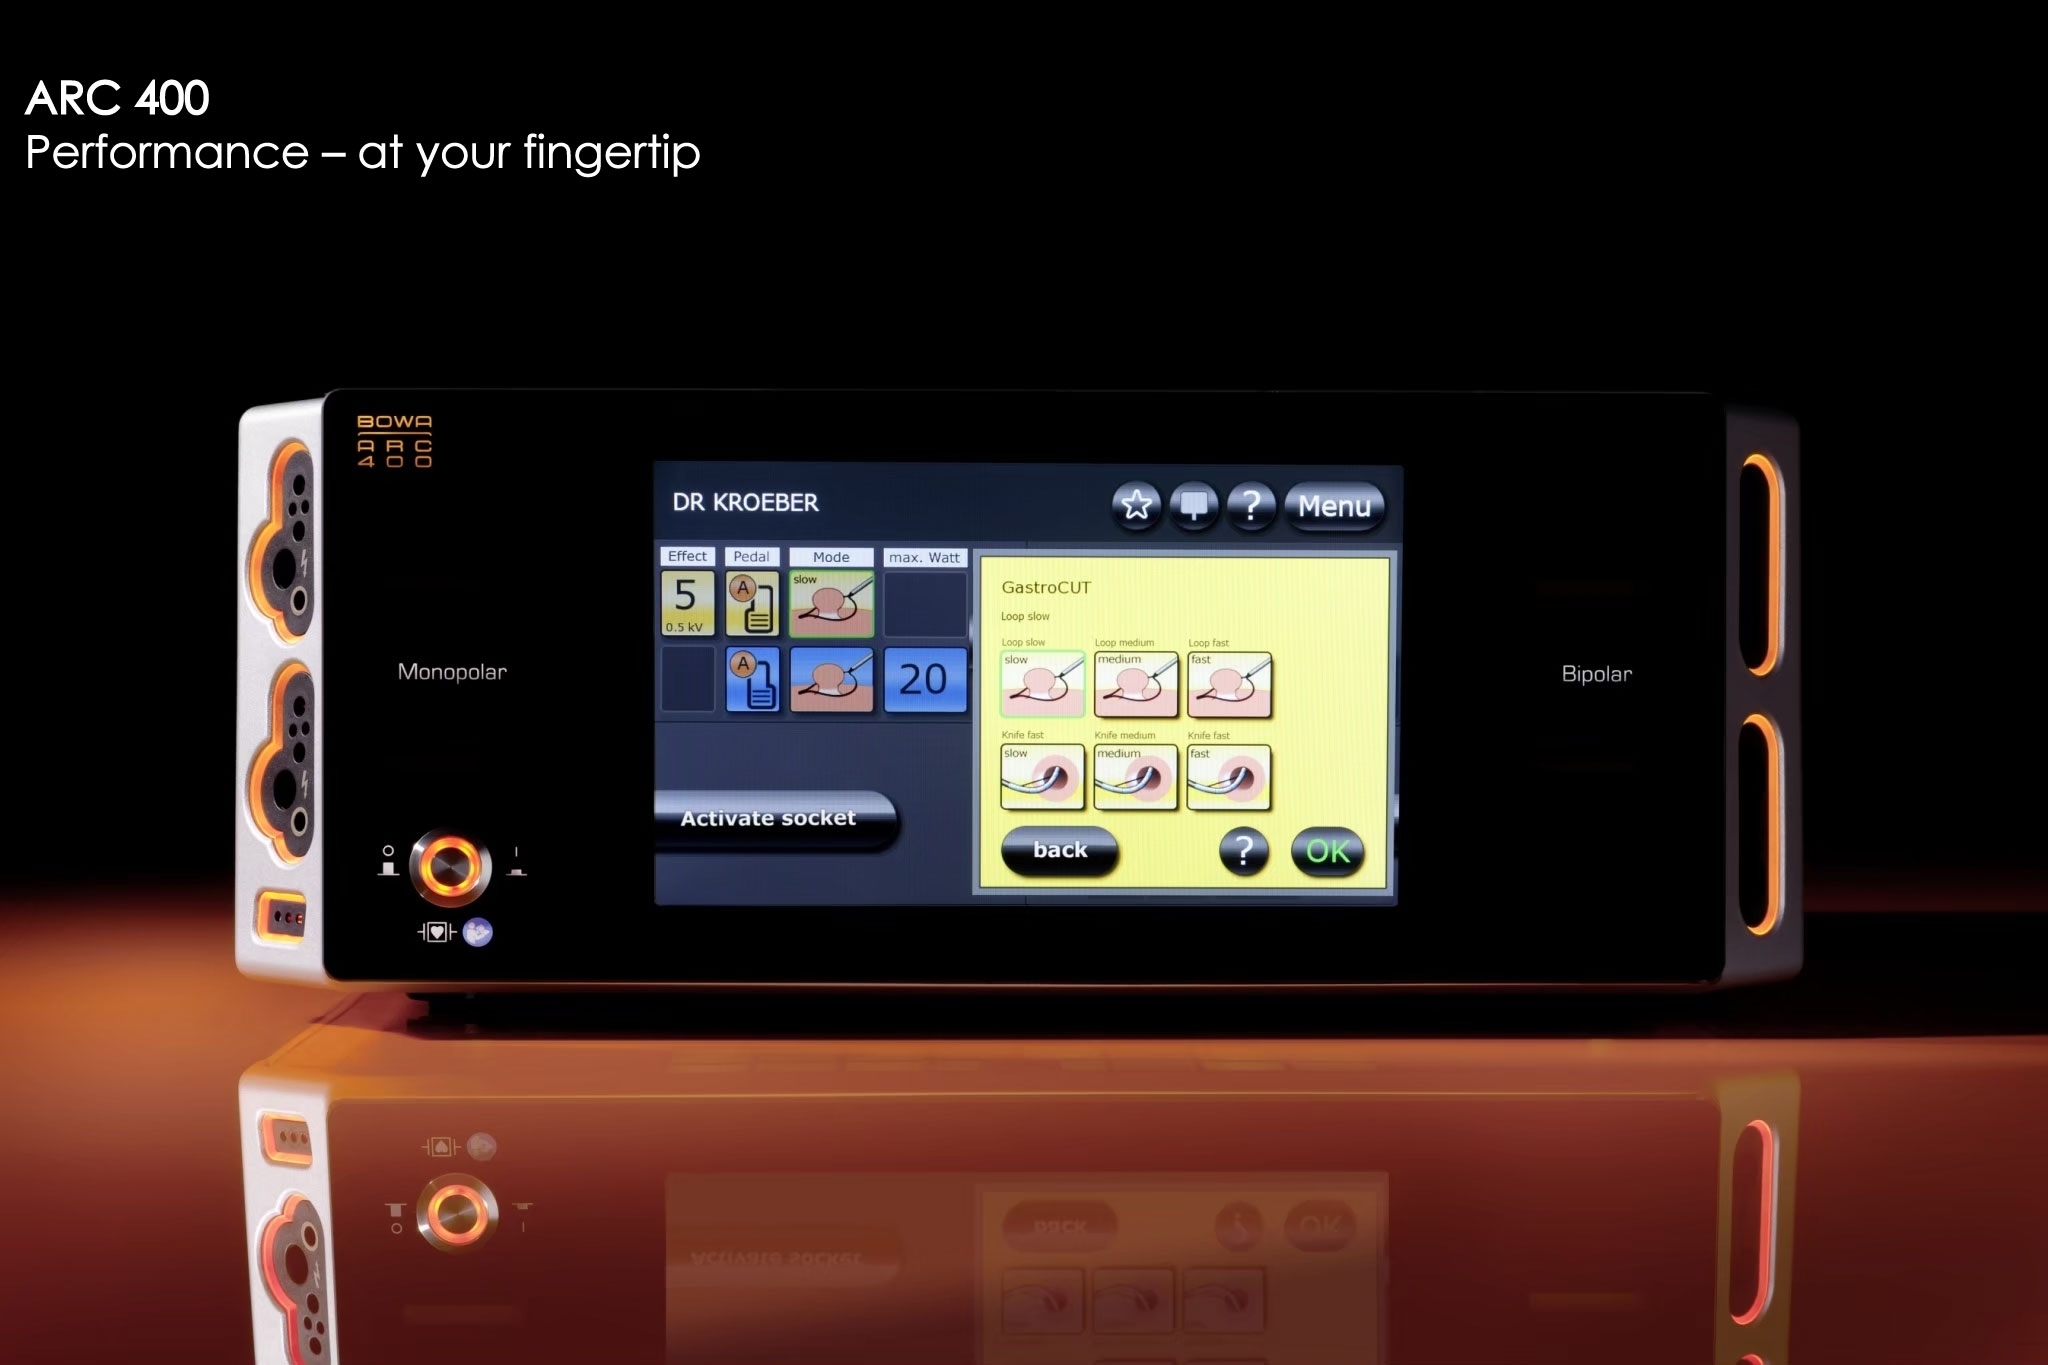 ARC 400
Performance – at your fingertip
BOWA
ARC
400
DR KROEBER
? Menu
Effect Pedal Mode max. Watt
5
0.5 kV
A
slow
A
20
Activate socket
GastroCUT
Loop slow
Loop slow Loop medium Loop fast
slow medium fast
Knife fast Knife medium Knife fast
slow medium fast
back ? OK
Monopolar
Bipolar